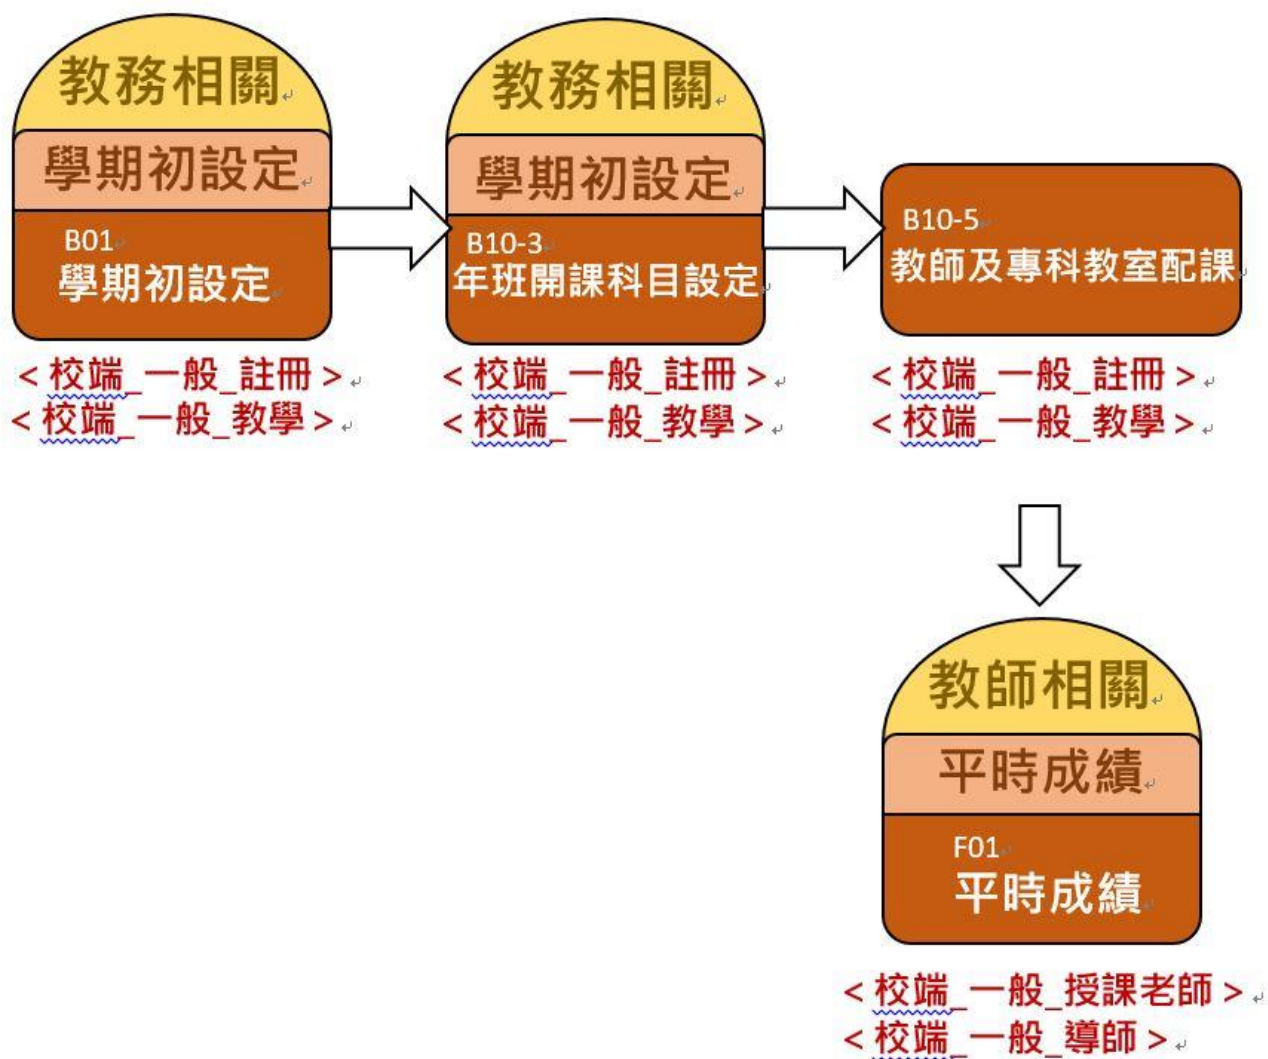 教務相關
學期初設定
B01
學期初設定
<校端_一般_註冊>
<校端_一般_教學>
教務相關
學期初設定
B10-3
年班開課科目設定
<校端_一般_註冊>
<校端_一般_教學>
B10-5
教師及專科教室配課
<校端_一般_註冊>
<校端_一般_教學>
教師相關
平時成績
F01
平時成績
<校端_一般_授課老師>
<校端_一般_導師>